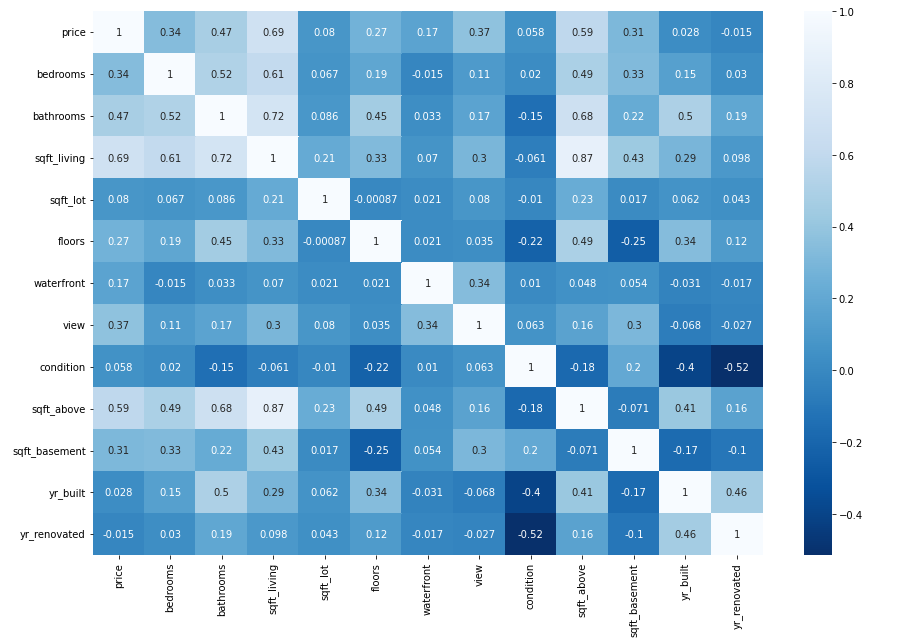 price 1 0.34 0.47 0.69 0.08 0.27 0.17 0.37 0.058 0.59 0.31 0.028 -0.015
bedrooms 0.34 1 0.52 0.61 0.067 0.19 -0.015 0.11 0.02 0.49 0.33 0.15 0.03
bathrooms 0.47 0.52 1 0.72 0.086 0.45 0.033 0.17 -0.15 0.68 0.22 0.5 0.19
sqft_living 0.69 0.61 0.72 1 0.21 0.33 0.07 0.3 -0.061 0.87 0.43 0.29 0.098
sqft_lot 0.08 0.067 0.086 0.21 1 -0.00087 0.021 0.08 -0.01 0.23 0.017 0.062 0.043
floors 0.27 0.19 0.45 0.33 -0.00087 1 0.021 0.035 -0.22 0.49 -0.25 0.34 0.12
waterfront 0.17 -0.015 0.033 0.07 0.021 0.021 1 0.34 0.01 0.048 0.054 -0.031 -0.017
view 0.37 0.11 0.17 0.3 0.08 0.035 0.34 1 0.063 0.16 0.3 -0.068 -0.027
condition 0.058 0.02 -0.15 -0.061 -0.01 -0.22 0.01 0.063 1 -0.18 0.2 -0.4 -0.52
sqft_above 0.59 0.49 0.68 0.87 0.23 0.49 0.048 0.16 -0.18 1 -0.071 0.41 0.16
sqft_basement 0.31 0.33 0.22 0.43 0.017 -0.25 0.054 0.3 0.2 -0.071 1 -0.17 -0.1
yr_built 0.028 0.15 0.5 0.29 0.062 0.34 -0.031 -0.068 -0.4 0.41 -0.17 1 0.46
yr_renovated -0.015 0.03 0.19 0.098 0.043 0.12 -0.017 -0.027 -0.52 0.16 -0.1 0.46 1
price bedrooms bathrooms sqft_living sqft_lot floors waterfront view condition sqft_above sqft_basement yr_built yr_renovated
1.0
0.8
0.6
0.4
0.2
0.0
−0.2
−0.4